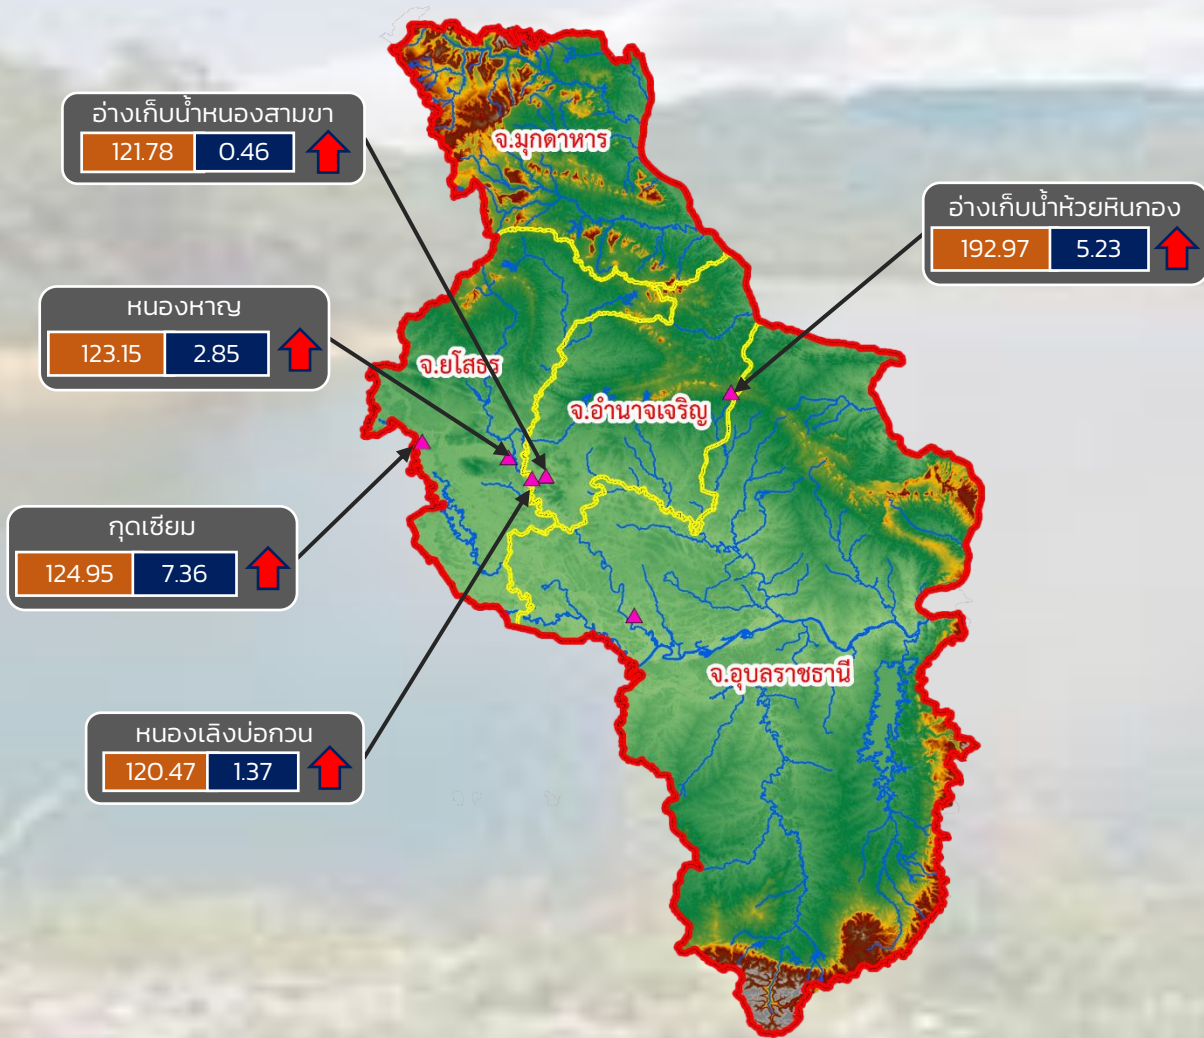 อ่างเก็บน้ำหนองสามขา
121.78 0.46
จ.มุกดาหาร
อ่างเก็บน้ำห้วยหินกอง
192.97 5.23
หนองหาญ
123.15 2.85
จ.ยโสธร
จ.อำนาจเจริญ
กุดเซียม
124.95 7.36
จ.อุบลราชธานี
หนองเลิงบ่อกวน
120.47 1.37